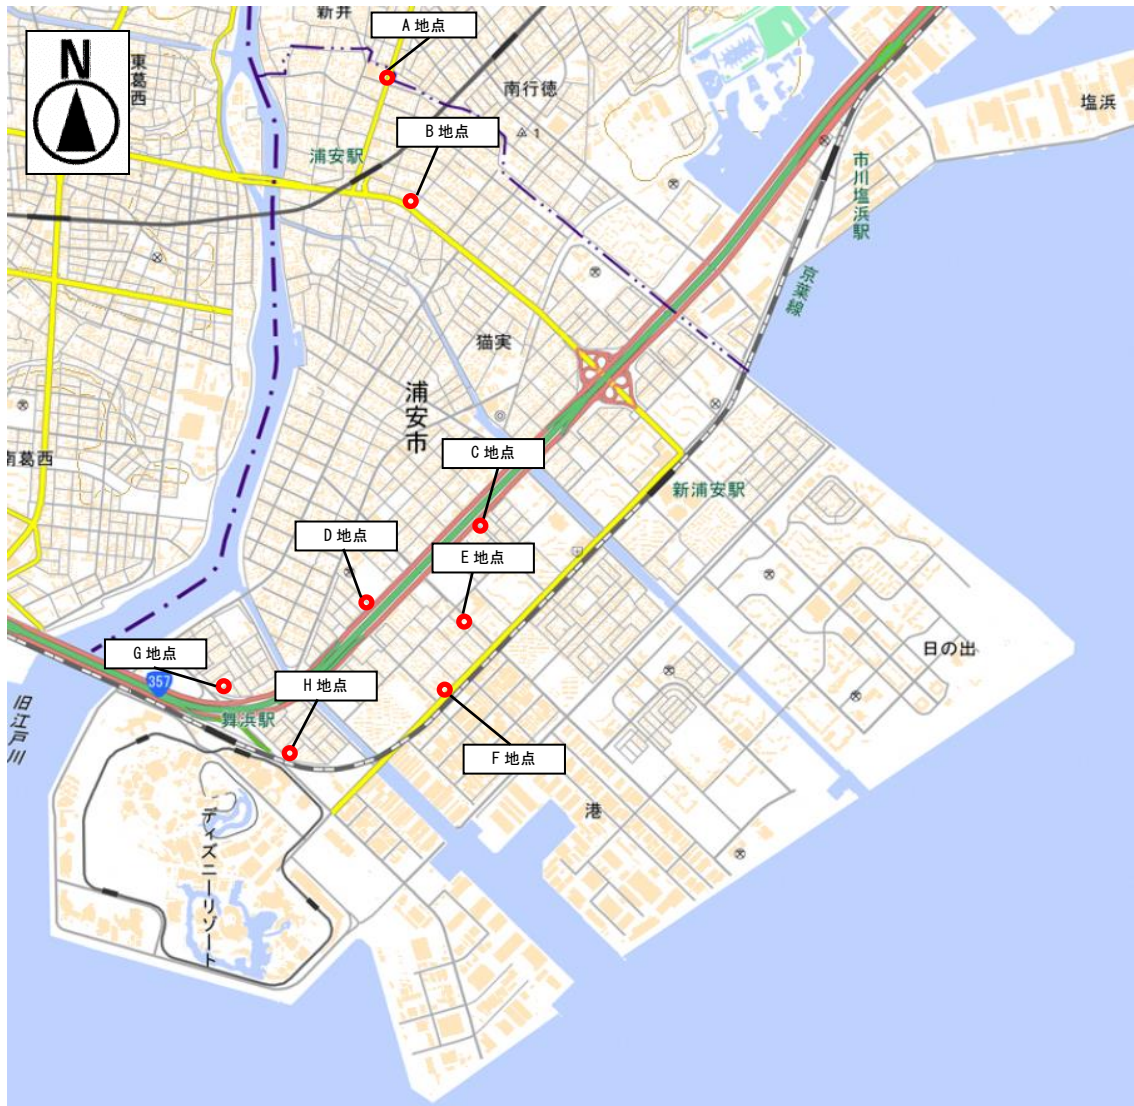 新井
A 地点
N
東葛西
南行徳
塩浜
B 地点
1
浦安駅
市川塩浜駅
京葉線
猫実
浦安市
南葛西
C 地点
新浦安駅
D 地点
E 地点
日の出
G 地点
H 地点
357
旧江戸川
舞浜駅
F 地点
港
ディズニーリゾート